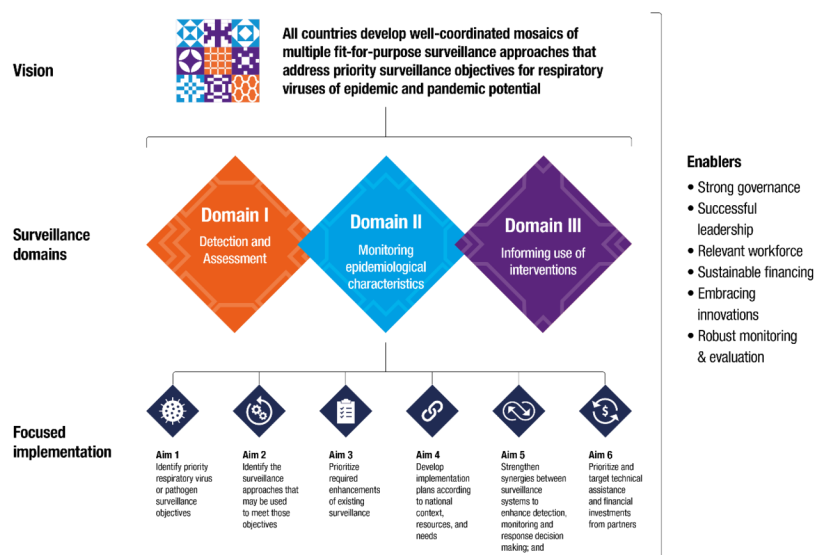 Vision
All countries develop well-coordinated mosaics of
multiple fit-for-purpose surveillance approaches that
address priority surveillance objectives for respiratory
viruses of epidemic and pandemic potential
Surveillance
domains
Domain I
Detection and
Assessment
Domain II
Monitoring
epidemiological
characteristics
Domain III
Informing use of
interventions
Focused
implementation
Aim 1
Identify priority
respiratory virus
or pathogen
surveillance
objectives
Aim 2
Identify the
surveillance
approaches that
may be used
to meet those
objectives
Aim 3
Prioritize
required
enhancements
of existing
surveillance
Aim 4
Develop
implementation
plans according
to national
context,
resources, and
needs
Aim 5
Strengthen
synergies between
surveillance
systems to
enhance detection,
monitoring and
response decision
making; and
$
Aim 6
Prioritize and
target technical
assistance
and financial
investments
from partners
Enablers
• Strong governance
• Successful
leadership
• Relevant workforce
• Sustainable financing
• Embracing
innovations
• Robust monitoring
& evaluation